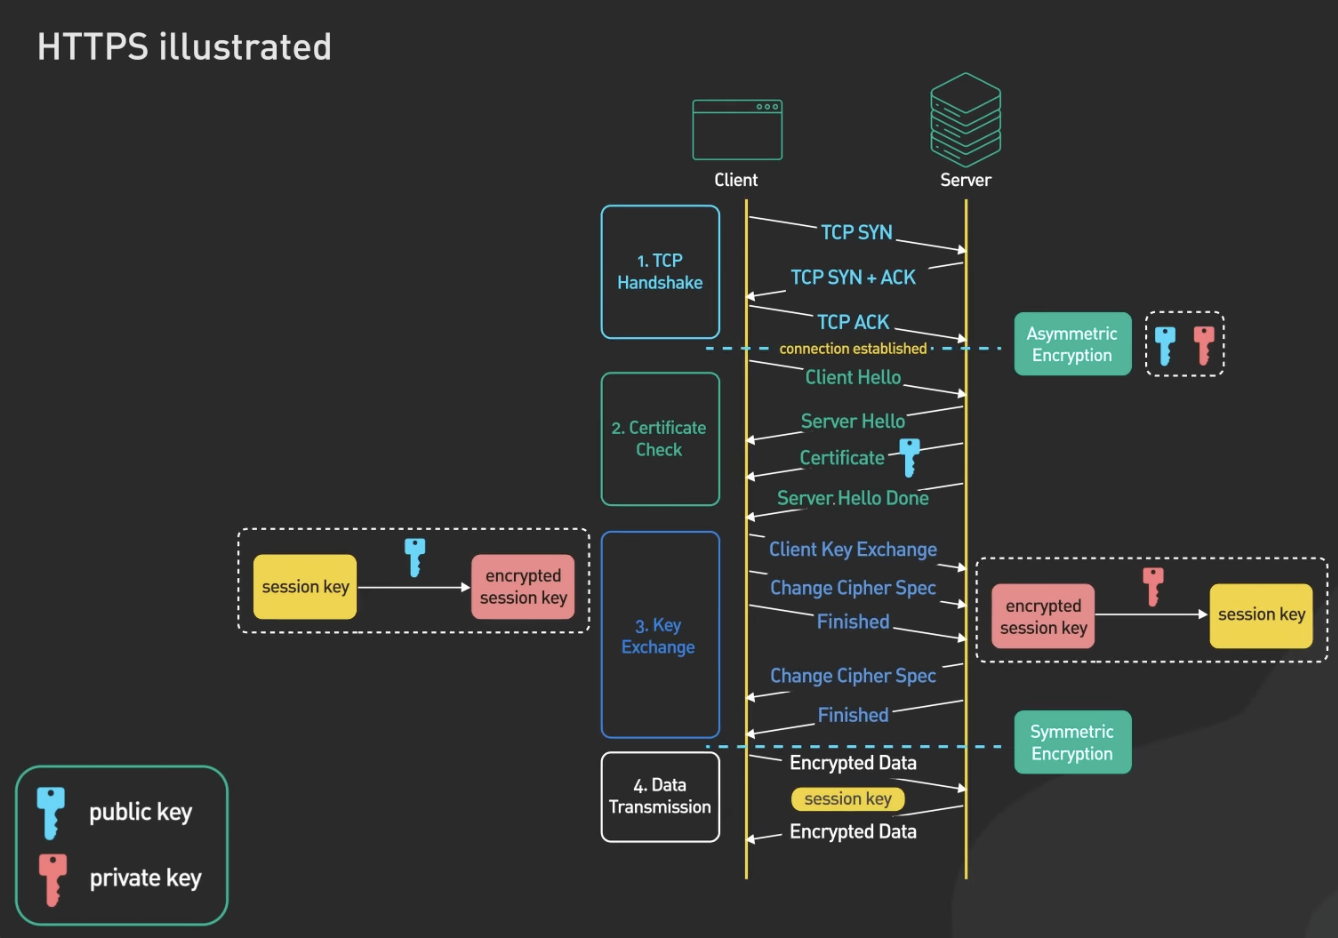 HTTPS illustrated
Client
Server
1. TCP
Handshake
TCP SYN
TCP SYN + ACK
TCP ACK
connection established
Asymmetric
Encryption
2. Certificate
Check
Client Hello
Server Hello
Certificate
Server Hello Done
session key
encrypted
session key
3. Key
Exchange
Client Key Exchange
Change Cipher Spec
Finished
Change Cipher Spec
Finished
encrypted
session key
session key
Symmetric
Encryption
4. Data
Transmission
Encrypted Data
session key
Encrypted Data
public key
private key